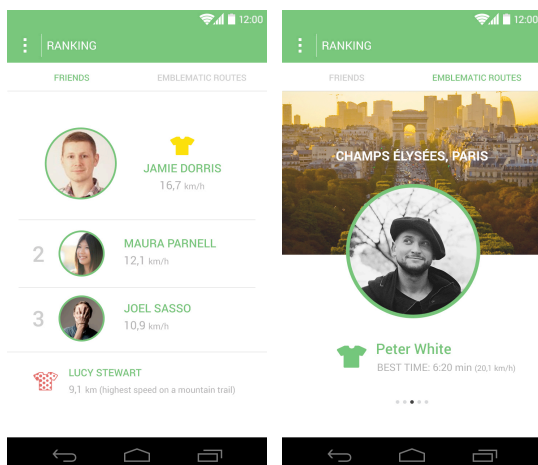 12:00
RANKING
FRIENDS EMBLEMATIC ROUTES
JAMIE DORRIS
16,7 km/h
2
MAURA PARNELL
12,1 km/h
3
JOEL SASSO
10,9 km/h
LUCY STEWART
9,1 km (highest speed on a mountain trail)
12:00
RANKING
FRIENDS EMBLEMATIC ROUTES
CHAMPS ÉLYSÉES, PARIS
Peter White
BEST TIME: 6:20 min (20,1 km/h)